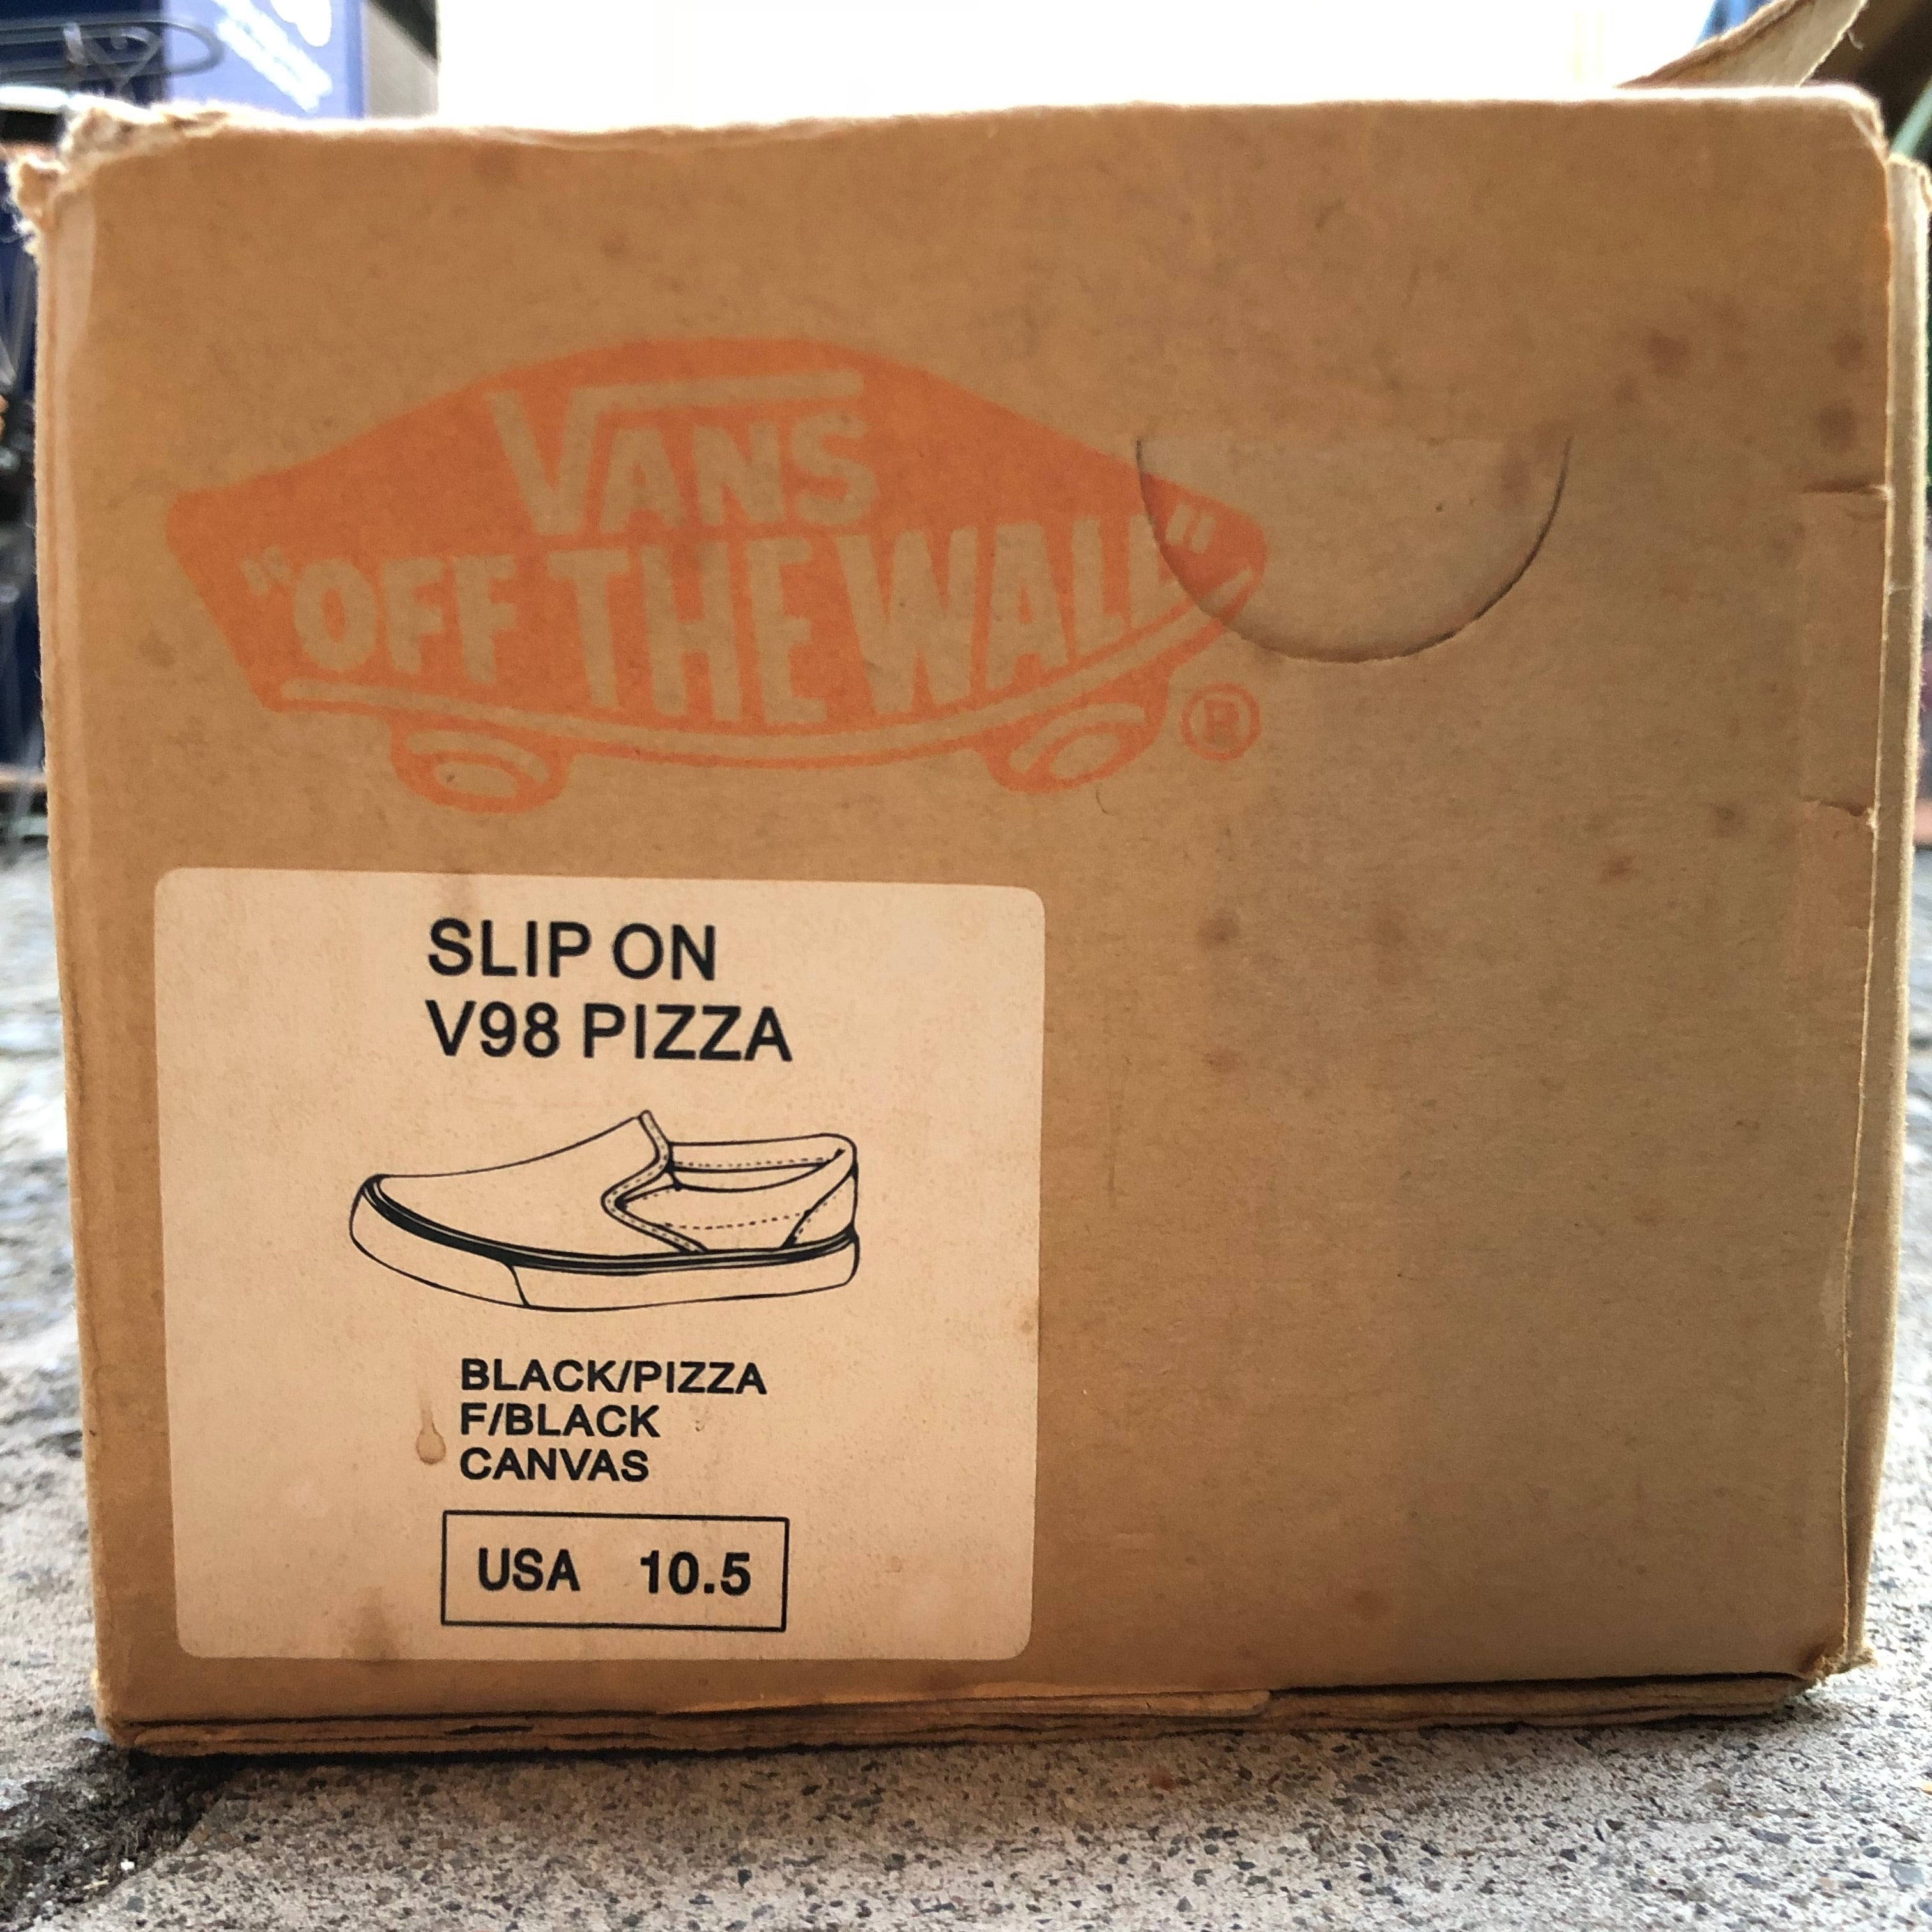 VANS
"OFF THE WALL"
®
SLIP ON
V98 PIZZA
BLACK/PIZZA
F/BLACK
CANVAS
USA 10.5